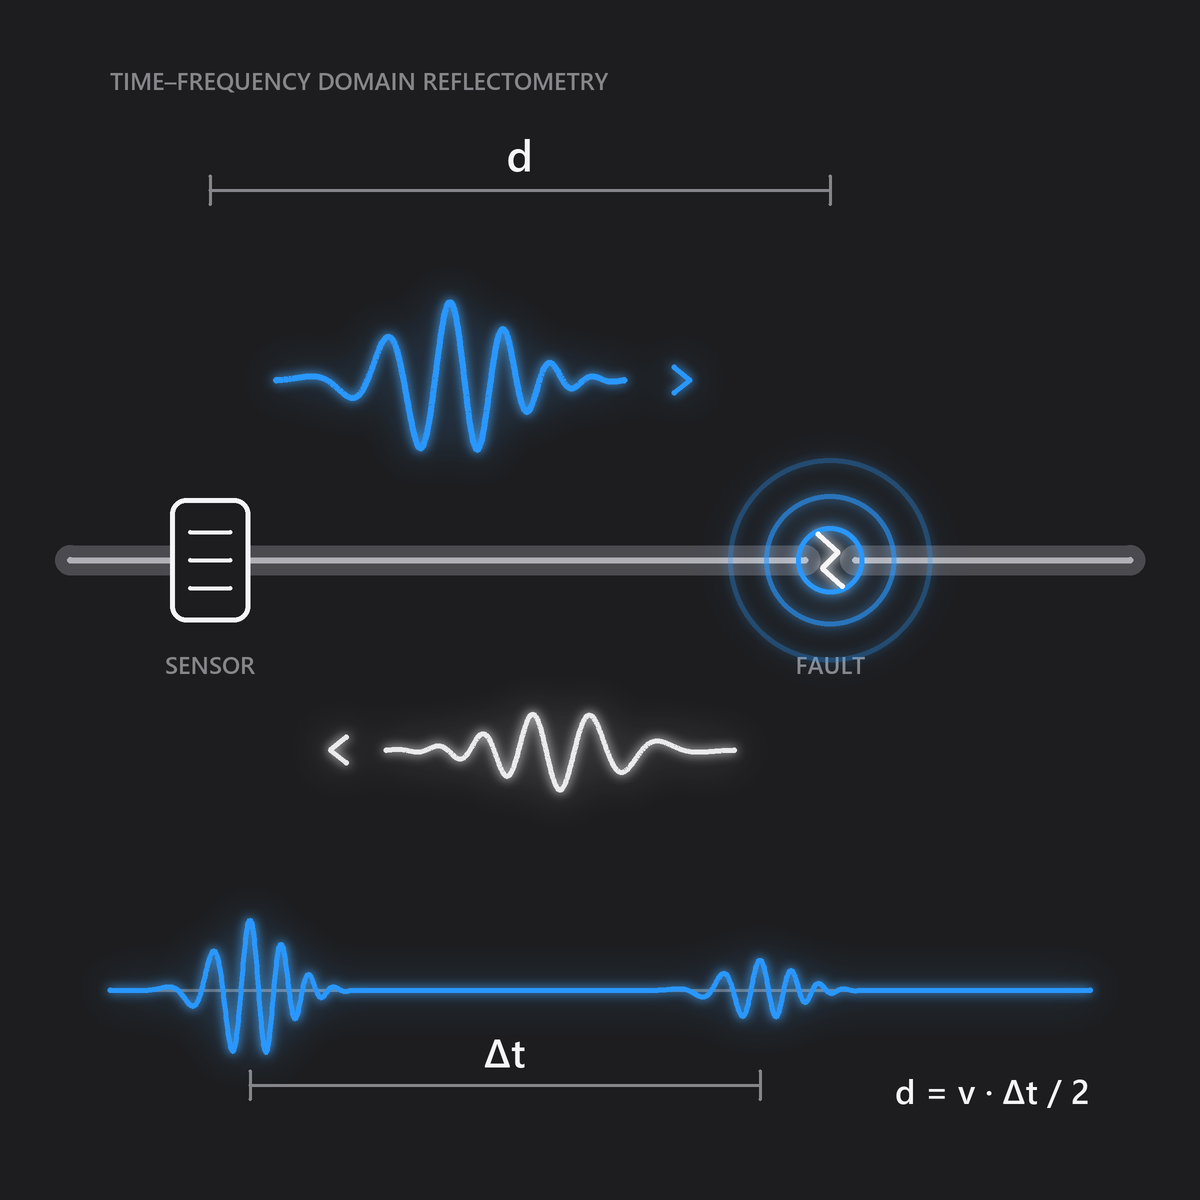 TIME–FREQUENCY DOMAIN REFLECTOMETRY
d
SENSOR
FAULT
Δt
d = v · Δt / 2